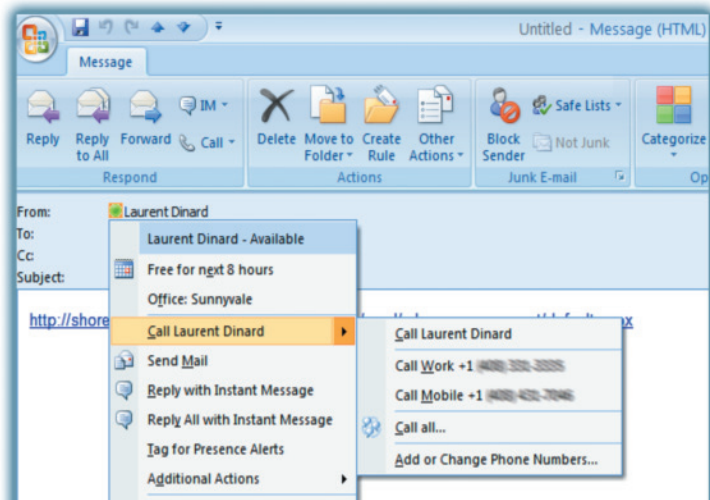 Untitled - Message (HTML)
Message
Reply
Reply to All
Forward
IM
Call
Delete
Move to Folder
Create Rule
Other Actions
Block Sender
Safe Lists
Not Junk
Categorize
Respond
Actions
Junk E-mail
Op
From: Laurent Dinard
To:
Cc:
Subject:
Laurent Dinard - Available
Free for next 8 hours
Office: Sunnyvale
http://shore
Call Laurent Dinard
Send Mail
Reply with Instant Message
Reply All with Instant Message
Tag for Presence Alerts
Additional Actions
Call Laurent Dinard
Call Work +1
Call Mobile +1
Call all...
Add or Change Phone Numbers...